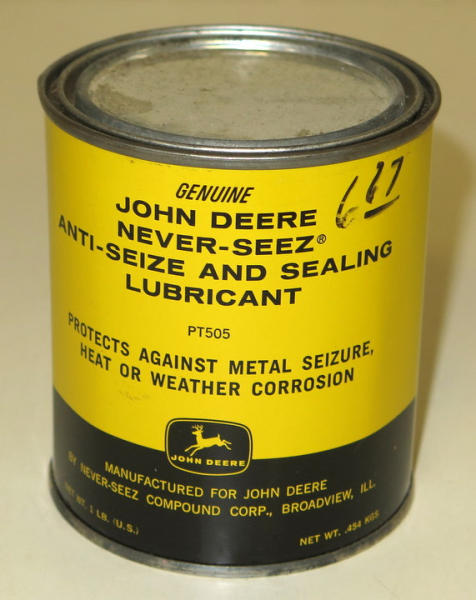 GENUINE
JOHN DEERE
NEVER-SEEZ®
ANTI-SEIZE AND SEALING
LUBRICANT
667
PT505
PROTECTS AGAINST METAL SEIZURE,
HEAT OR WEATHER CORROSION
JOHN DEERE
MANUFACTURED FOR JOHN DEERE
BY NEVER-SEEZ COMPOUND CORP., BROADVIEW, ILL.
NET WT. 1 LB. (U.S.)
NET WT. .454 KGS